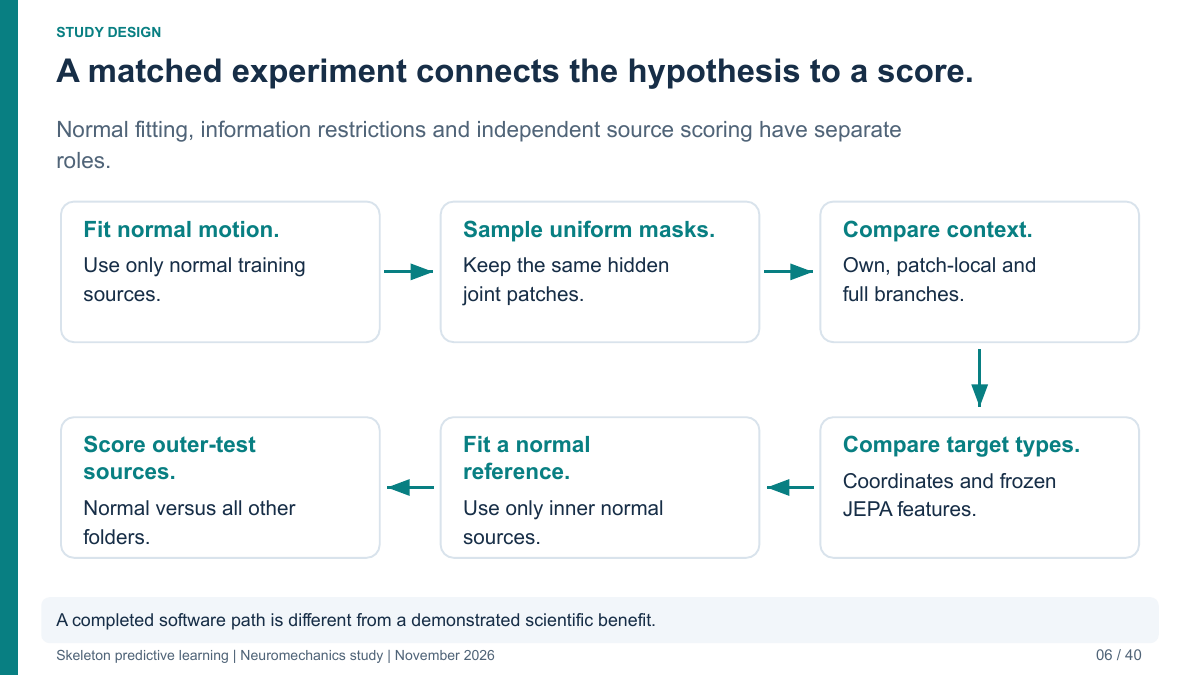 STUDY DESIGN
A matched experiment connects the hypothesis to a score.
Normal fitting, information restrictions and independent source scoring have separate
roles.
Fit normal motion.
Use only normal training
sources.
Sample uniform masks.
Keep the same hidden
joint patches.
Compare context.
Own, patch-local and
full branches.
Compare target types.
Coordinates and frozen
JEPA features.
Fit a normal
reference.
Use only inner normal
sources.
Score outer-test
sources.
Normal versus all other
folders.
A completed software path is different from a demonstrated scientific benefit.
Skeleton predictive learning | Neuromechanics study | November 2026
06 / 40